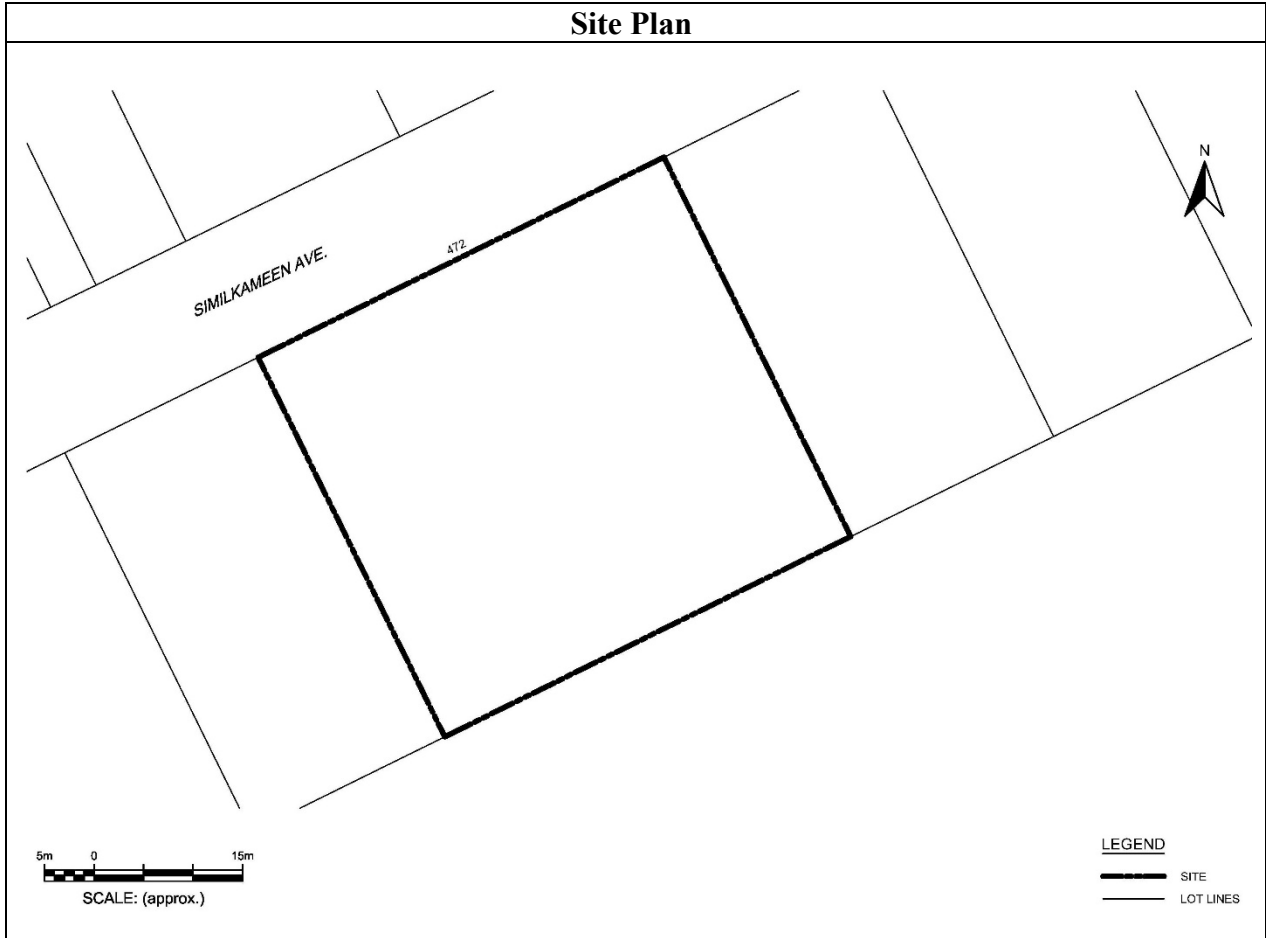 Site Plan
N
472
SIMILKAMEEN AVE.
5m 0 15m
SCALE: (approx.)
LEGEND
SITE
LOT LINES